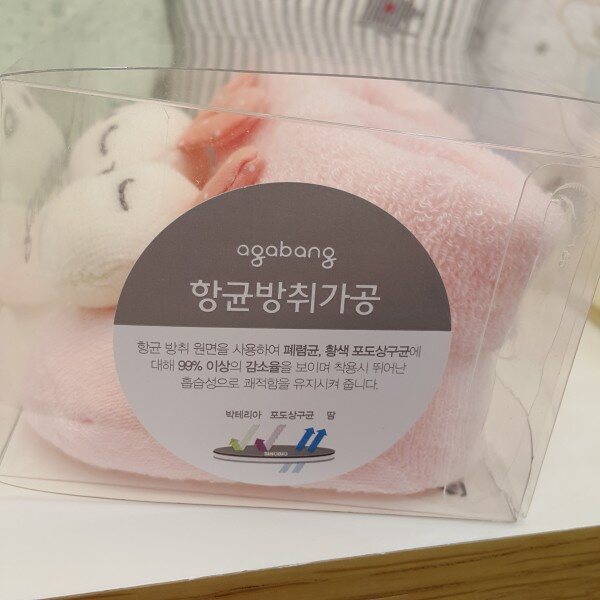 agabang
항균방취가공
항균 방취 원면을 사용하여 폐렴균, 황색 포도상구균에
대해 99% 이상의 감소율을 보이며 착용시 뛰어난
흡습성으로 쾌적함을 유지시켜 줍니다.
박테리아 포도상구균 땀